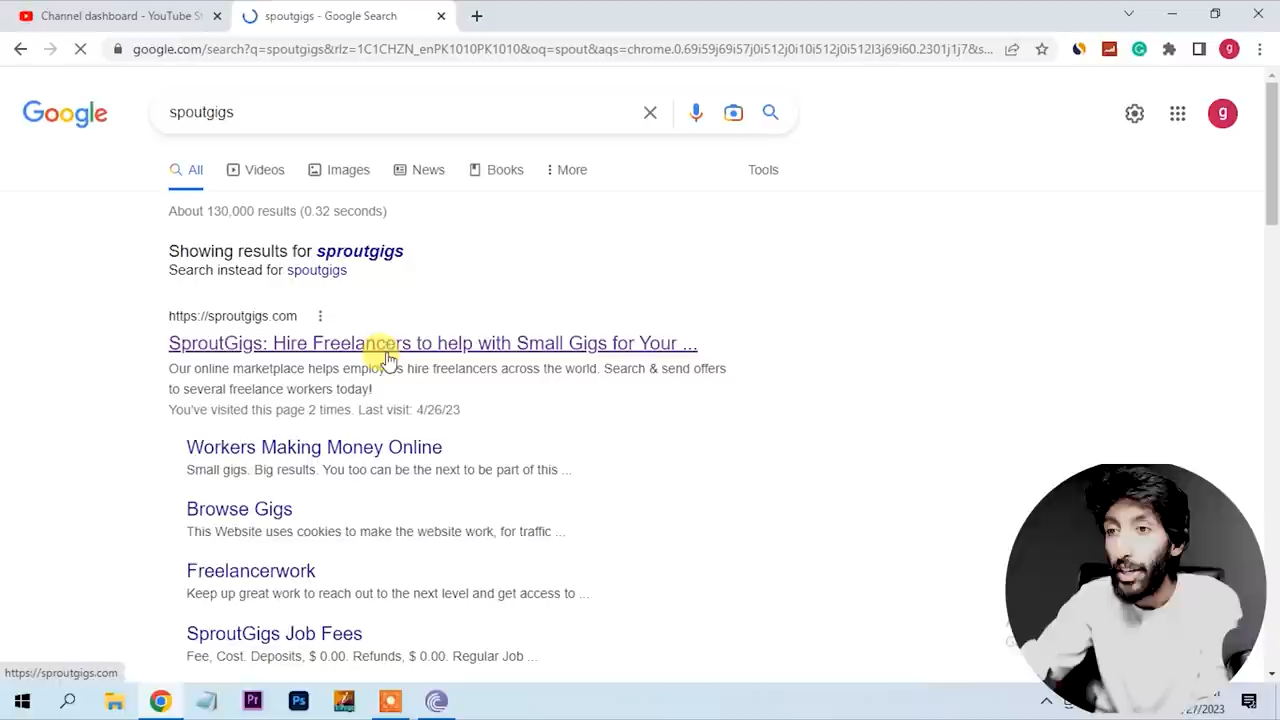 Channel dashboard - YouTube St
spoutgigs - Google Search
google.com/search?q=spoutgigs&rlz=1C1CHZN_enPK1010PK1010&oq=spout&aqs=chrome.0.69i59j69i57j0i512j0i10i512j0i512l3j69i60.2301j1j7&s...
g
Google
spoutgigs
g
All
Videos
Images
News
Books
More
Tools
About 130,000 results (0.32 seconds)
Showing results for sproutgigs
Search instead for spoutgigs
https://sproutgigs.com
SproutGigs: Hire Freelancers to help with Small Gigs for Your ...
Our online marketplace helps hire freelancers across the world. Search & send offers
to several freelance workers today!
You've visited this page 2 times. Last visit: 4/26/23
Workers Making Money Online
Small gigs. Big results. You too can be the next to be part of this ...
Browse Gigs
This Website uses cookies to make the website work, for traffic ...
Freelancerwork
Keep up great work to reach out to the next level and get access to ...
SproutGigs Job Fees
Fee, Cost. Deposits, $ 0.00. Refunds, $ 0.00. Regular Job ...
https://sproutgigs.com
Pr
Ps
27/2023